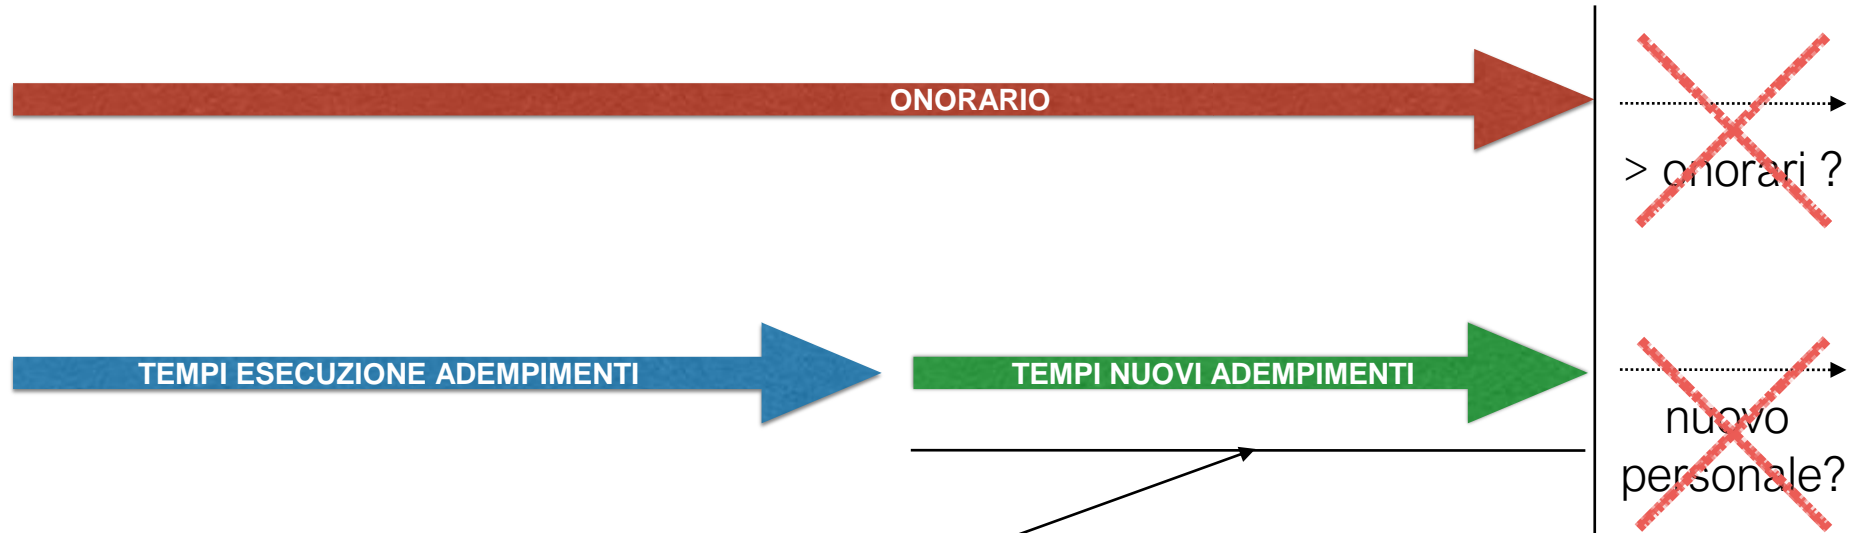 ONORARIO
> onorari ?
TEMPI ESECUZIONE ADEMPIMENTI
TEMPI NUOVI ADEMPIMENTI
nuovo
personale?